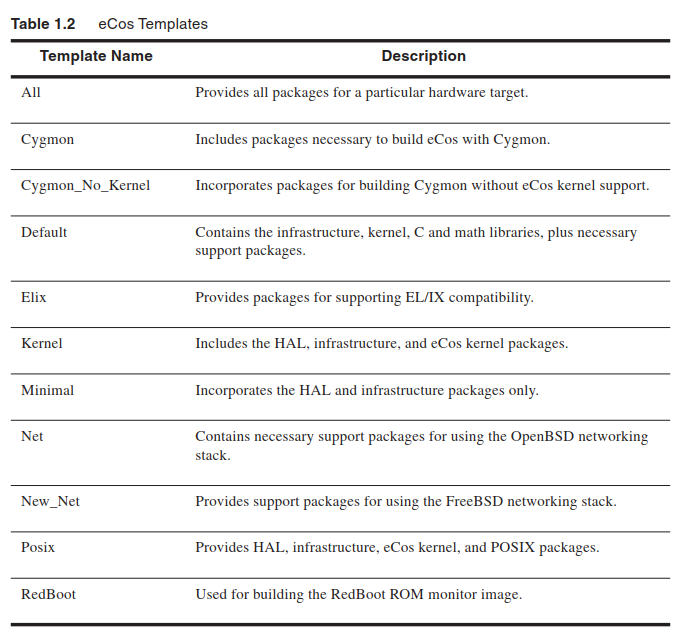 Table 1.2 eCos Templates
Template Name Description
All Provides all packages for a particular hardware target.
Cygmon Includes packages necessary to build eCos with Cygmon.
Cygmon_No_Kernel Incorporates packages for building Cygmon without eCos kernel support.
Default Contains the infrastructure, kernel, C and math libraries, plus necessary
support packages.
Elix Provides packages for supporting EL/IX compatibility.
Kernel Includes the HAL, infrastructure, and eCos kernel packages.
Minimal Incorporates the HAL and infrastructure packages only.
Net Contains necessary support packages for using the OpenBSD networking
stack.
New_Net Provides support packages for using the FreeBSD networking stack.
Posix Provides HAL, infrastructure, eCos kernel, and POSIX packages.
RedBoot Used for building the RedBoot ROM monitor image.